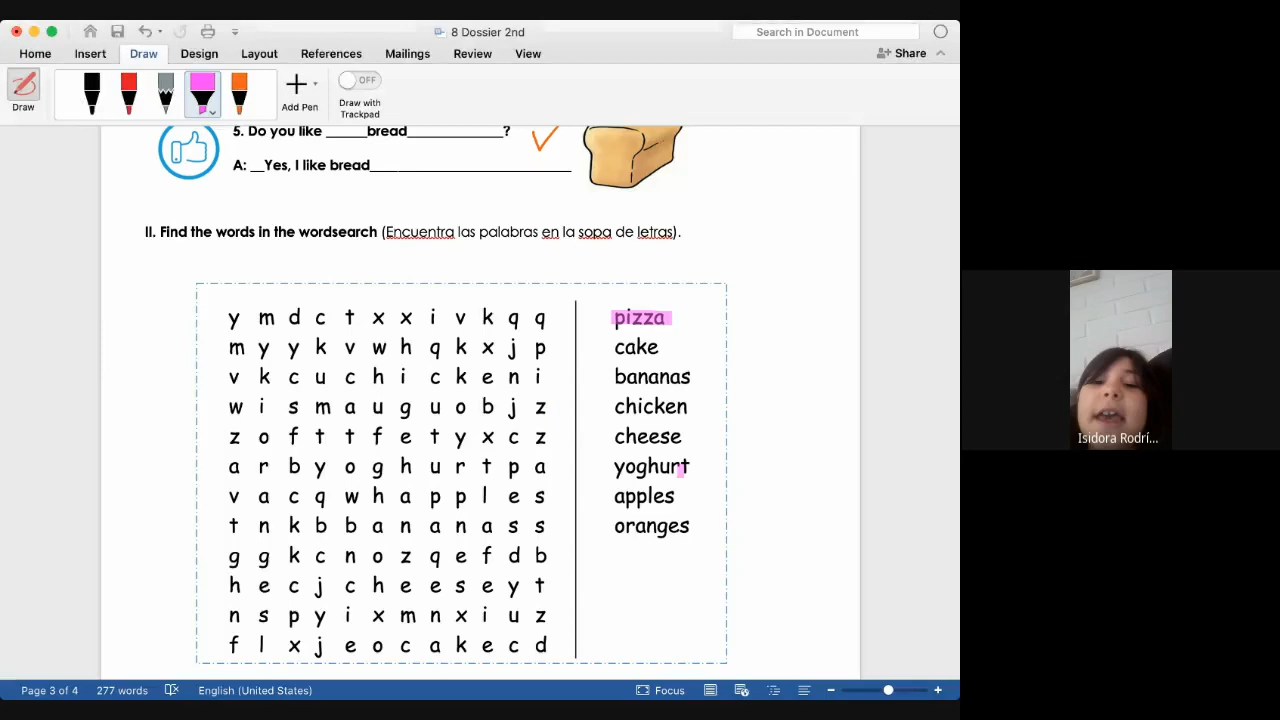 8 Dossier 2nd
Search in Document
Home Insert Draw Design Layout References Mailings Review View
Share
Draw
Add Pen
OFF
Draw with
Trackpad
5. Do you like ______bread____________?
A: __Yes, I like bread_________________________
II. Find the words in the wordsearch (Encuentra las palabras en la sopa de letras).
y m d c t x x i v k q q
m y y k v w h q k x j p
v k c u c h i c k e n i
w i s m a u g u o b j z
z o f t t f e t y x c z
a r b y o g h u r t p a
v a c q w h a p p l e s
t n k b b a n a n a s s
g g k c n o z q e f d b
h e c j c h e e s e y t
n s p y i x m n x i u z
f l x j e o c a k e c d
pizza
cake
bananas
chicken
cheese
yoghurt
apples
oranges
Isidora Rodrí...
Page 3 of 4 277 words English (United States) Focus